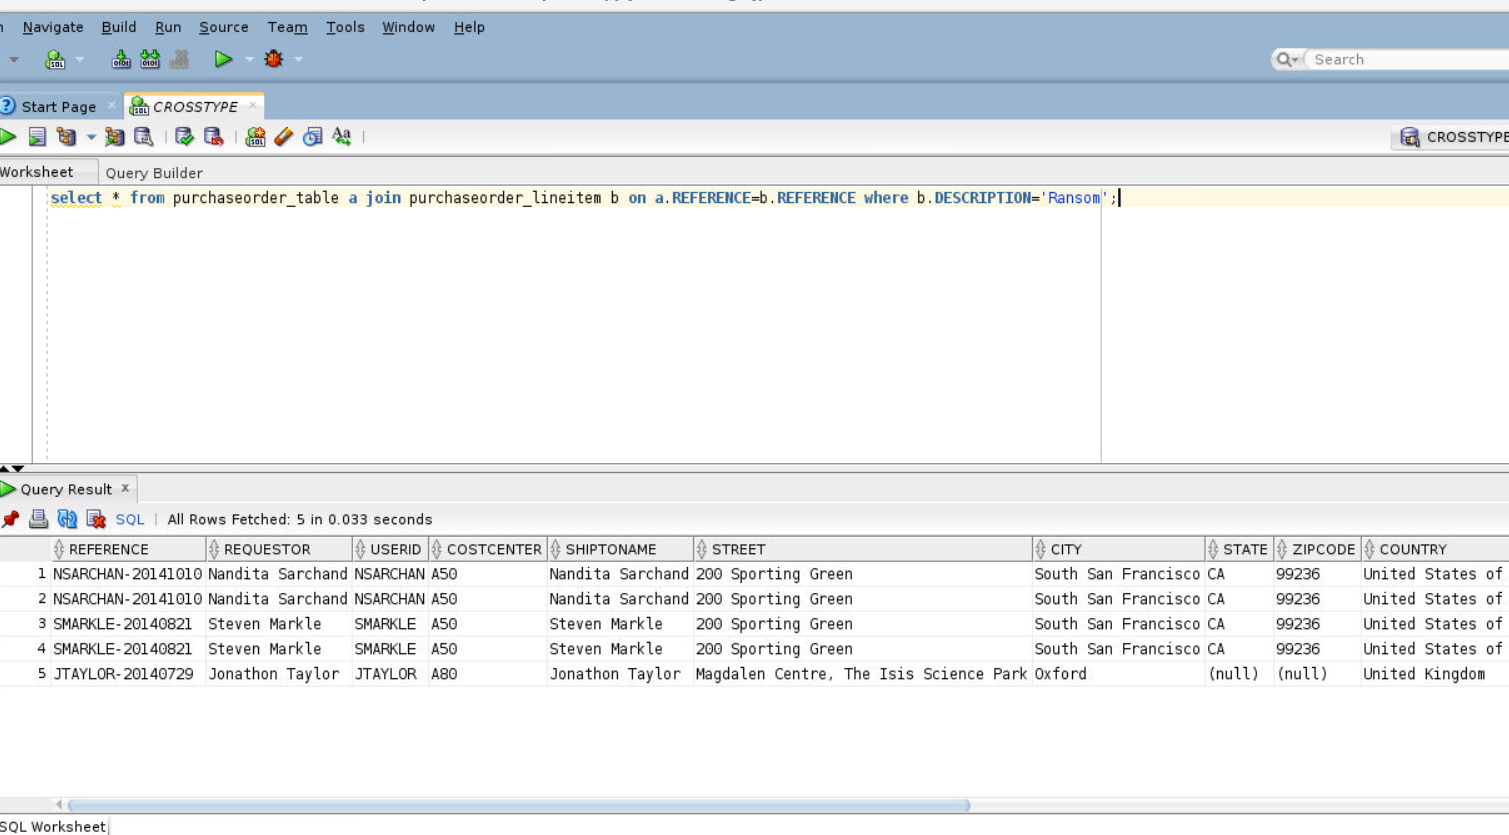 Navigate Build Run Source Team Tools Window Help
Search
Start Page CROSSTYPE
CROSSTYPE
Worksheet Query Builder
select * from purchaseorder_table a join purchaseorder_lineitem b on a.REFERENCE=b.REFERENCE where b.DESCRIPTION='Ransom';
Query Result
SQL | All Rows Fetched: 5 in 0.033 seconds
REFERENCE REQUESTOR USERID COSTCENTER SHIPTONAME STREET CITY STATE ZIPCODE COUNTRY
1 NSARCHAN-20141010 Nandita Sarchand NSARCHAN A50 Nandita Sarchand 200 Sporting Green South San Francisco CA 99236 United States of
2 NSARCHAN-20141010 Nandita Sarchand NSARCHAN A50 Nandita Sarchand 200 Sporting Green South San Francisco CA 99236 United States of
3 SMARKLE-20140821 Steven Markle SMARKLE A50 Steven Markle 200 Sporting Green South San Francisco CA 99236 United States of
4 SMARKLE-20140821 Steven Markle SMARKLE A50 Steven Markle 200 Sporting Green South San Francisco CA 99236 United States of
5 JTAYLOR-20140729 Jonathon Taylor JTAYLOR A80 Jonathon Taylor Magdalen Centre, The Isis Science Park Oxford (null) (null) United Kingdom
SQL Worksheet